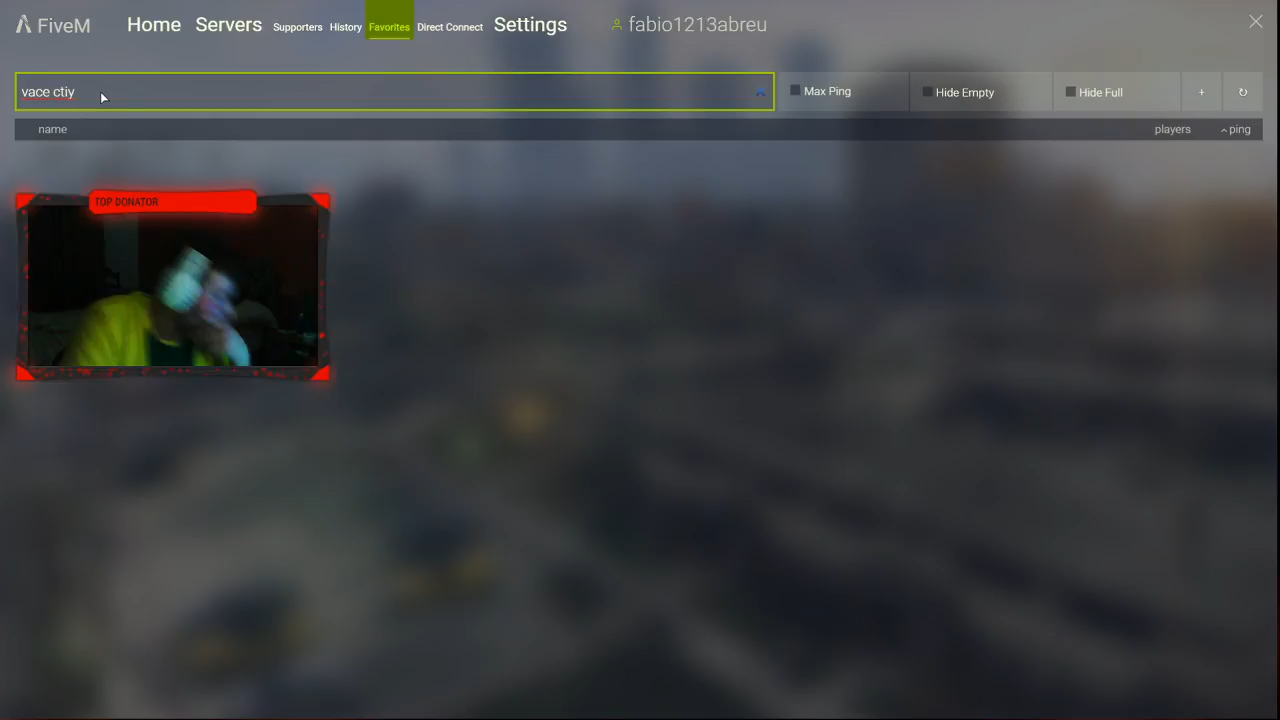 FiveM Home Servers Supporters History Favorites Direct Connect Settings fabio1213abreu
vace ctiy Max Ping Hide Empty Hide Full + ↻
name players ping
TOP DONATOR